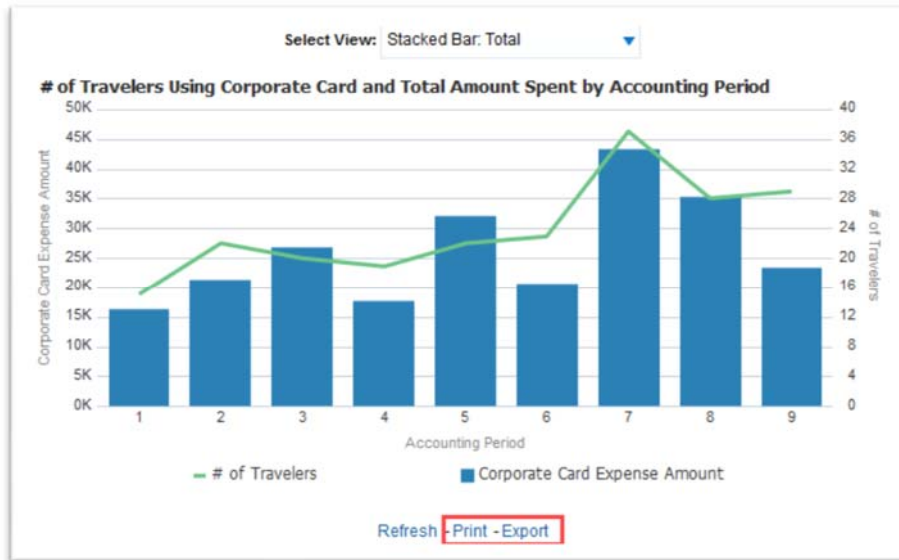 Select View: Stacked Bar: Total
# of Travelers Using Corporate Card and Total Amount Spent by Accounting Period
50K 40
45K 36
40K 32
35K 28
30K 24
25K 20
20K 16
15K 12
10K 8
5K 4
0K 0
Corporate Card Expense Amount
# of Travelers
1 2 3 4 5 6 7 8 9
Accounting Period
# of Travelers Corporate Card Expense Amount
Refresh - Print - Export